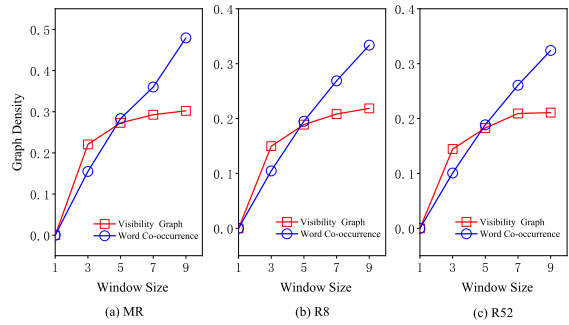 Graph Density
0.5
0.4
0.3
0.2
0.1
0.0
Visibility Graph
Word Co-occurrence
1 3 5 7 9
Window Size
(a) MR
0.4
0.3
0.2
0.1
0.0
Visibility Graph
Word Co-occurrence
1 3 5 7 9
Window Size
(b) R8
0.4
0.3
0.2
0.1
0.0
Visibility Graph
Word Co-occurrence
1 3 5 7 9
Window Size
(c) R52